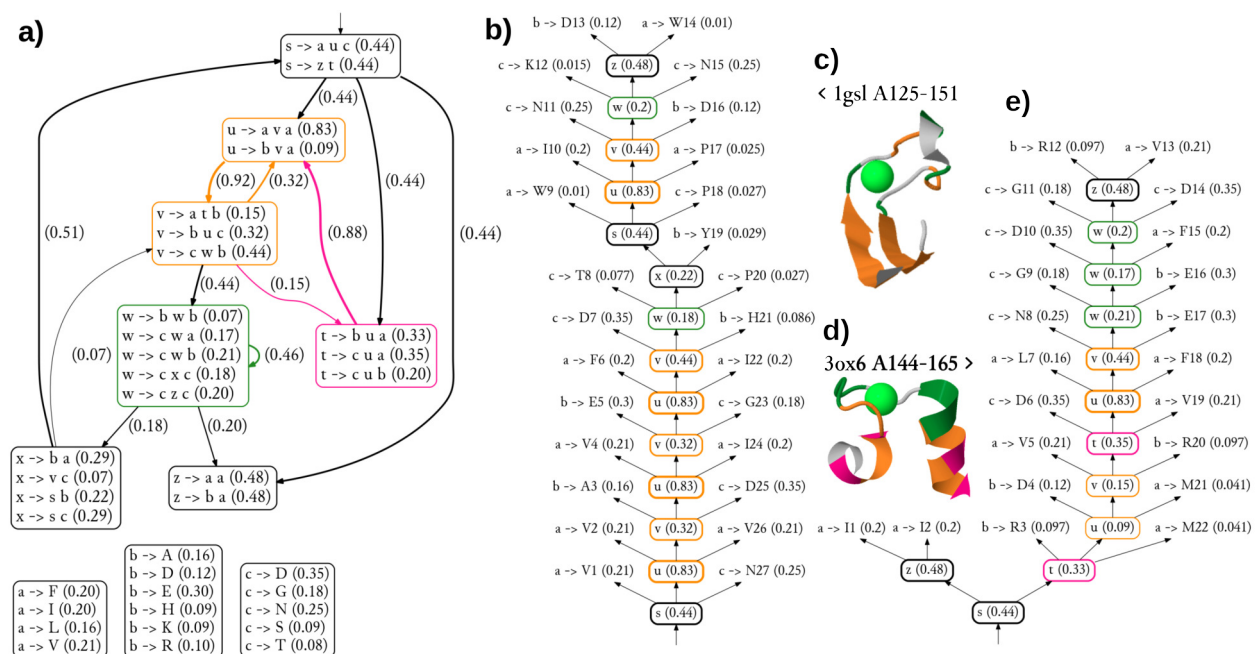 a)
s -> a u c (0.44)
s -> z t (0.44)
(0.44)
u -> a v a (0.83)
u -> b v a (0.09)
(0.92)
(0.32)
(0.44)
(0.51)
v -> a t b (0.15)
v -> b u c (0.32)
v -> c w b (0.44)
(0.88)
(0.44)
(0.44)
(0.15)
w -> b w b (0.07)
w -> c w a (0.17)
w -> c w b (0.21)
w -> c x c (0.18)
w -> c z c (0.20)
(0.07)
(0.46)
t -> b u a (0.33)
t -> c u a (0.35)
t -> c u b (0.20)
(0.18)
(0.20)
x -> b a (0.29)
x -> v c (0.07)
x -> s b (0.22)
x -> s c (0.29)
z -> a a (0.48)
z -> b a (0.48)
a -> F (0.20)
a -> I (0.20)
a -> L (0.16)
a -> V (0.21)
b -> A (0.16)
b -> D (0.12)
b -> E (0.30)
b -> H (0.09)
b -> K (0.09)
b -> R (0.10)
c -> D (0.35)
c -> G (0.18)
c -> N (0.25)
c -> S (0.09)
c -> T (0.08)
b)
b -> D13 (0.12) a -> W14 (0.01)
z (0.48)
c -> K12 (0.015) c -> N15 (0.25)
w (0.2)
c -> N11 (0.25) b -> D16 (0.12)
v (0.44)
a -> I10 (0.2) a -> P17 (0.025)
u (0.83)
a -> W9 (0.01) c -> P18 (0.027)
s (0.44)
b -> Y19 (0.029)
x (0.22)
c -> T8 (0.077) c -> P20 (0.027)
w (0.18)
c -> D7 (0.35) b -> H21 (0.086)
v (0.44)
a -> F6 (0.2) a -> I22 (0.2)
u (0.83)
b -> E5 (0.3) c -> G23 (0.18)
v (0.32)
a -> V4 (0.21) a -> I24 (0.2)
u (0.83)
b -> A3 (0.16) c -> D25 (0.35)
v (0.32)
a -> V2 (0.21) a -> V26 (0.21)
u (0.83)
a -> V1 (0.21) c -> N27 (0.25)
s (0.44)
c)
< 1gsl A125-151
d)
3ox6 A144-165 >
e)
b -> R12 (0.097) a -> V13 (0.21)
z (0.48)
c -> G11 (0.18) c -> D14 (0.35)
w (0.2)
c -> D10 (0.35) a -> F15 (0.2)
w (0.17)
c -> G9 (0.18) b -> E16 (0.3)
w (0.21)
c -> N8 (0.25) b -> E17 (0.3)
v (0.44)
a -> L7 (0.16) a -> F18 (0.2)
u (0.83)
c -> D6 (0.35) a -> V19 (0.21)
t (0.35)
a -> V5 (0.21) b -> R20 (0.097)
v (0.15)
b -> D4 (0.12) a -> M21 (0.041)
u (0.09)
a -> I1 (0.2) a -> I2 (0.2) b -> R3 (0.097) a -> M22 (0.041)
z (0.48) t (0.33)
s (0.44)